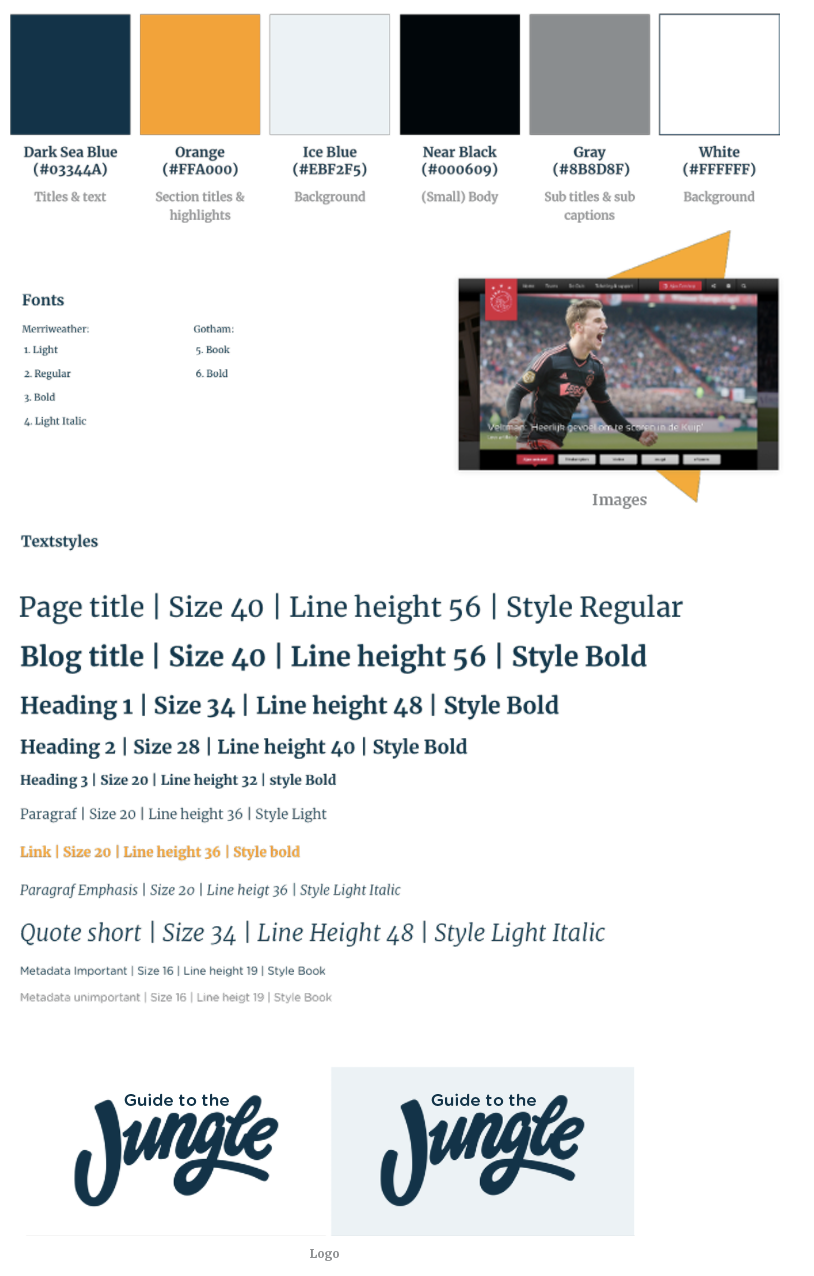 Dark Sea Blue
(#03344A)
Titles & text
Orange
(#FFA000)
Section titles &
highlights
Ice Blue
(#EBF2F5)
Background
Near Black
(#000609)
(Small) Body
Gray
(#8B8D8F)
Sub titles & sub
captions
White
(#FFFFFF)
Background
Fonts
Merriweather:
1. Light
2. Regular
3. Bold
4. Light Italic
Gotham:
5. Book
6. Bold
Home
Teams
De Club
Ticketing & support
Veltman: 'Heerlijk gevoel om te scoren in de Kuip'
Images
Textstyles
Page title | Size 40 | Line height 56 | Style Regular
Blog title | Size 40 | Line height 56 | Style Bold
Heading 1 | Size 34 | Line height 48 | Style Bold
Heading 2 | Size 28 | Line height 40 | Style Bold
Heading 3 | Size 20 | Line height 32 | style Bold
Paragraf | Size 20 | Line height 36 | Style Light
Link | Size 20 | Line height 36 | Style bold
Paragraf Emphasis | Size 20 | Line heigt 36 | Style Light Italic
Quote short | Size 34 | Line Height 48 | Style Light Italic
Metadata Important | Size 16 | Line height 19 | Style Book
Metadata unimportant | Size 16 | Line heigt 19 | Style Book
Guide to the
Jungle
Guide to the
Jungle
Logo